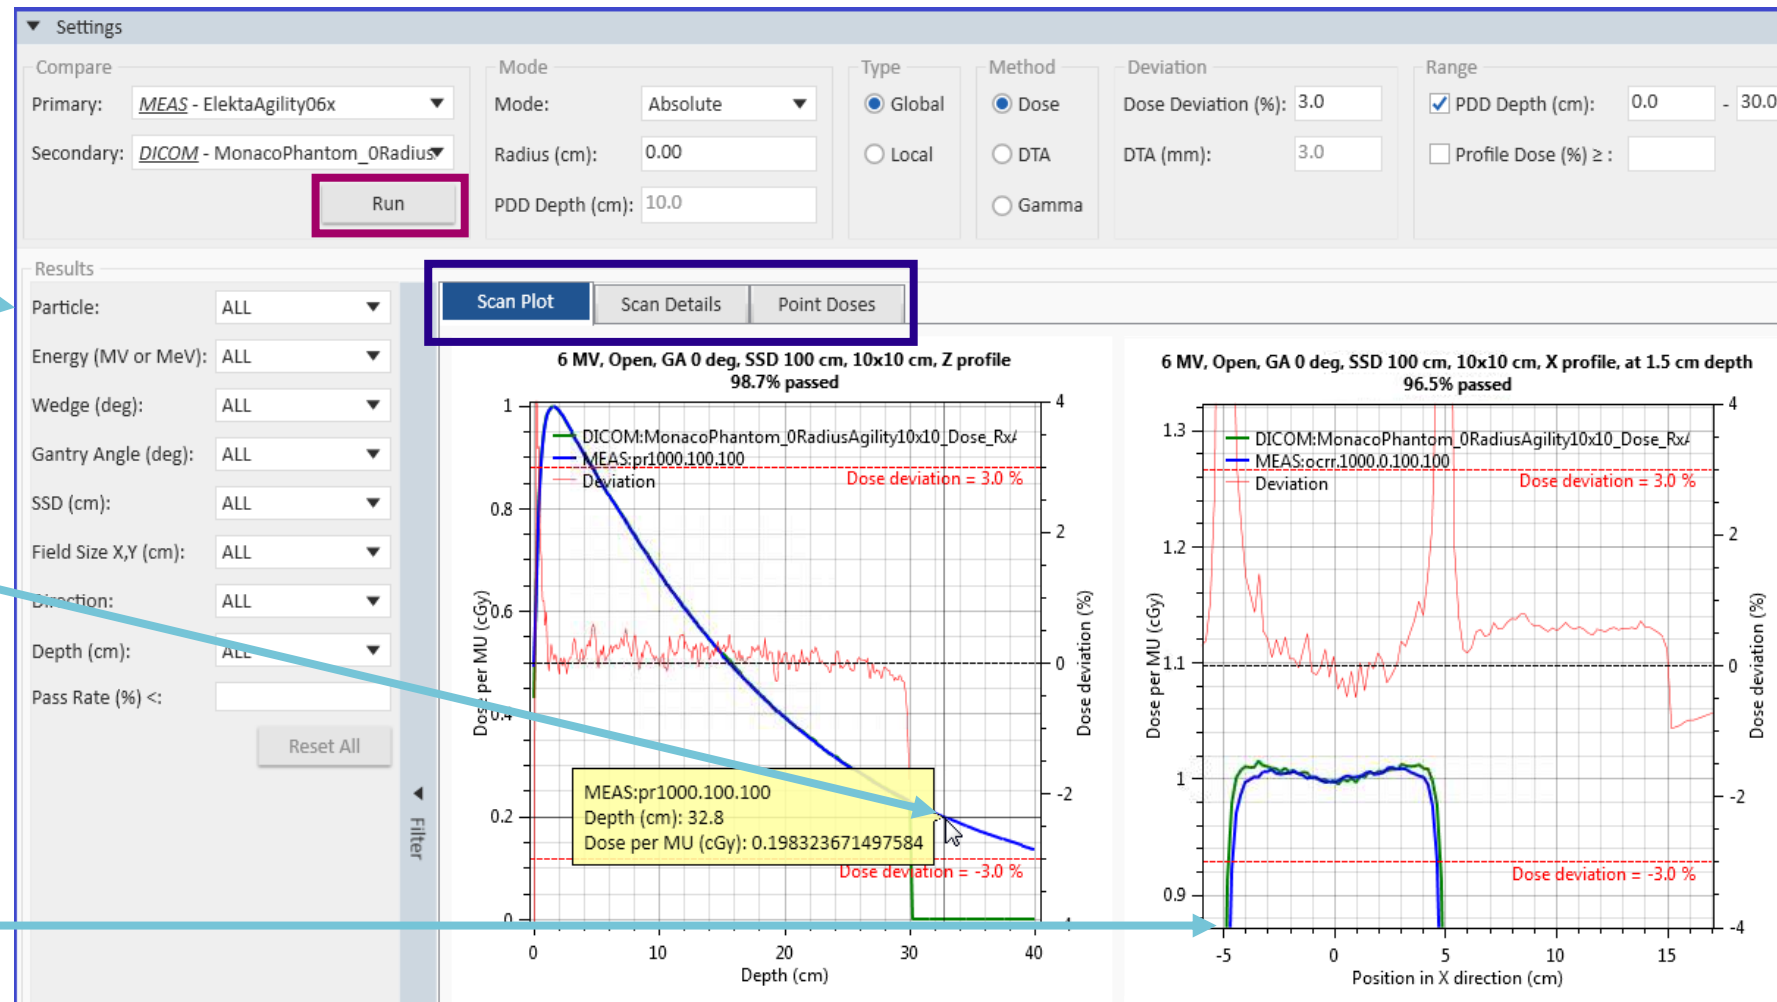 Settings
Compare
Primary: MEAS - ElektaAgility06x
Secondary: DICOM - MonacoPhantom_0Radius
Run
Mode
Mode: Absolute
Radius (cm): 0.00
PDD Depth (cm): 10.0
Type
Global
Local
Method
Dose
DTA
Gamma
Deviation
Dose Deviation (%): 3.0
DTA (mm): 3.0
Range
PDD Depth (cm): 0.0 - 30.0
Profile Dose (%) ≥ :
Results
Particle: ALL
Energy (MV or MeV): ALL
Wedge (deg): ALL
Gantry Angle (deg): ALL
SSD (cm): ALL
Field Size X,Y (cm): ALL
Direction: ALL
Depth (cm): ALL
Pass Rate (%) <:
Reset All
Filter
Scan Plot Scan Details Point Doses
6 MV, Open, GA 0 deg, SSD 100 cm, 10x10 cm, Z profile
98.7% passed
DICOM:MonacoPhantom_0RadiusAgility10x10_Dose_RxA
MEAS:pr1000.100.100
Deviation
Dose deviation = 3.0 %
Dose deviation = -3.0 %
1
0.8
0.6
0.4
0.2
0
Dose per MU (cGy)
4
2
0
-2
-4
Dose deviation (%)
MEAS:pr1000.100.100
Depth (cm): 32.8
Dose per MU (cGy): 0.198323671497584
0 10 20 30 40
Depth (cm)
6 MV, Open, GA 0 deg, SSD 100 cm, 10x10 cm, X profile, at 1.5 cm depth
96.5% passed
DICOM:MonacoPhantom_0RadiusAgility10x10_Dose_RxA
MEAS:ocrr.1000.0.100.100
Deviation
Dose deviation = 3.0 %
Dose deviation = -3.0 %
1.3
1.2
1.1
1
0.9
Dose per MU (cGy)
4
2
0
-2
-4
Dose deviation (%)
-5 0 5 10 15
Position in X direction (cm)